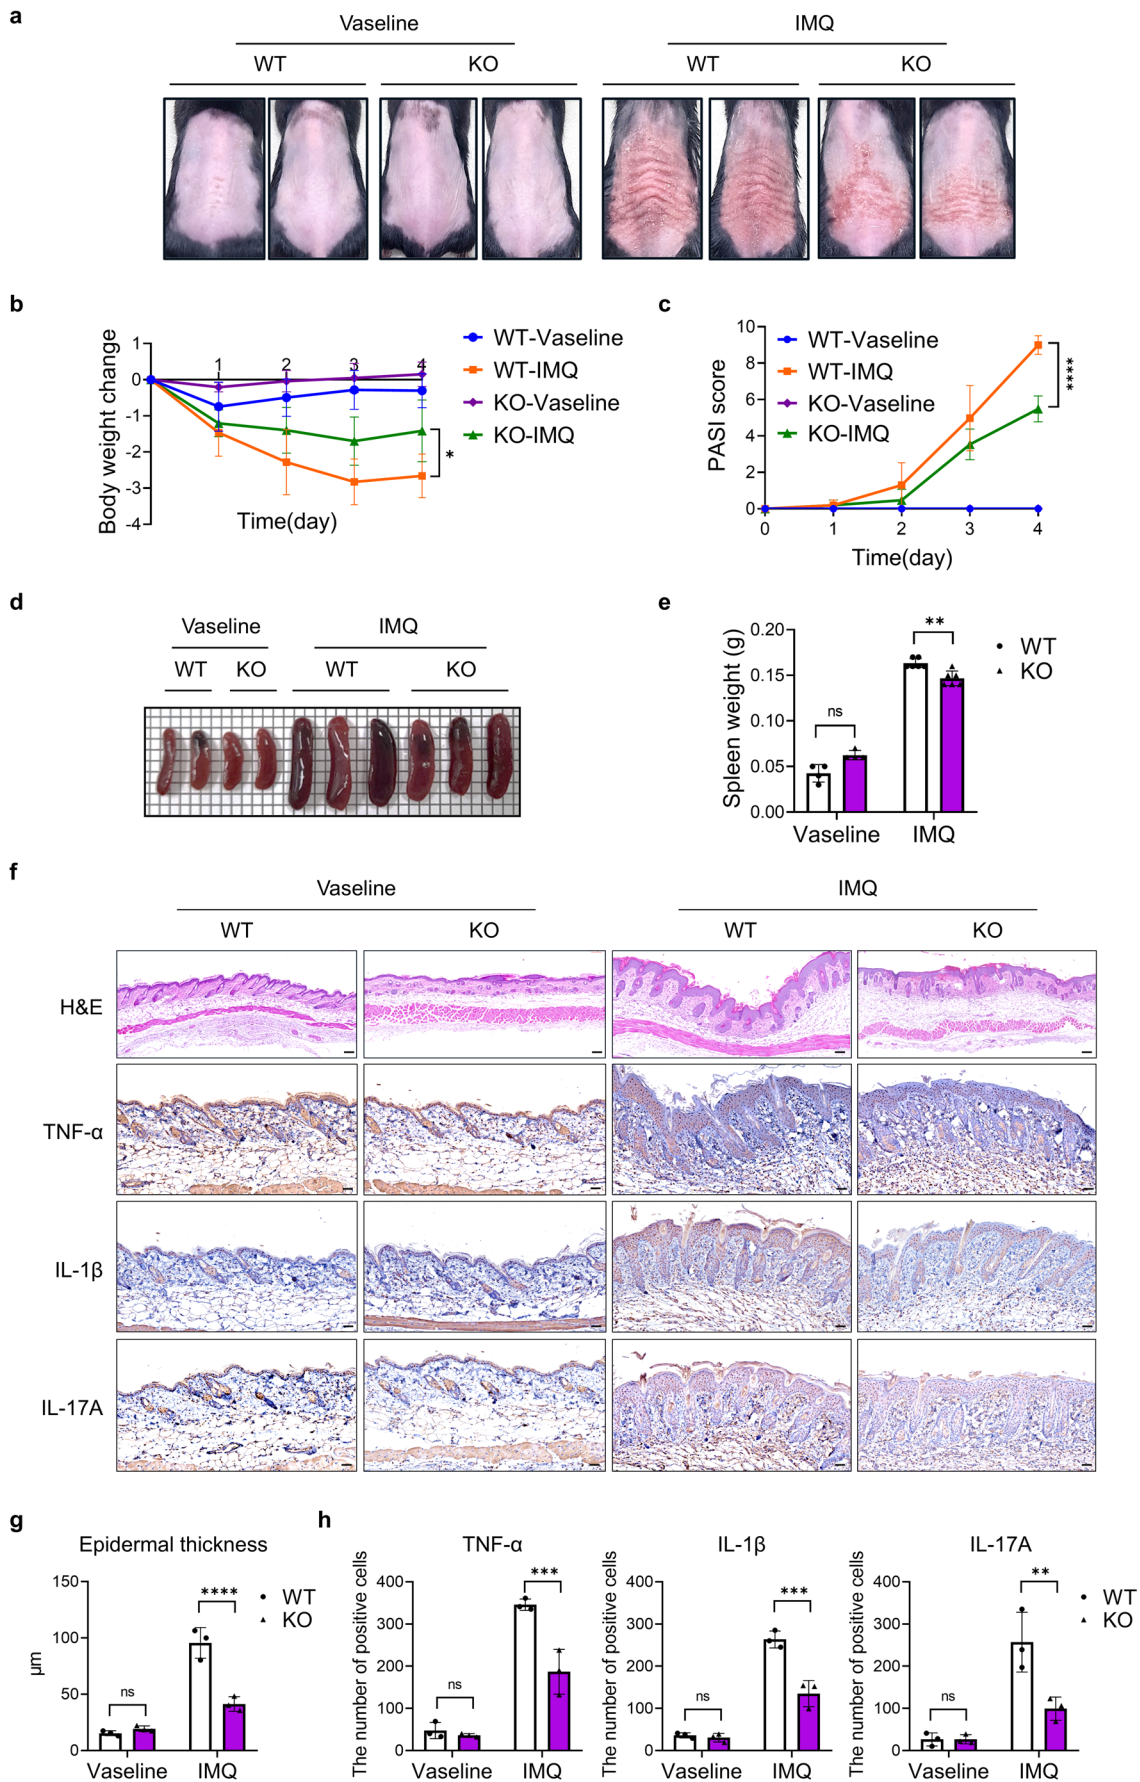 a
Vaseline
IMQ
WT
KO
WT
KO
b
Body weight change
1
0
-1
-2
-3
-4
1
2
3
4
Time(day)
*
WT-Vaseline
WT-IMQ
KO-Vaseline
KO-IMQ
c
PASI score
10
8
6
4
2
0
0
1
2
3
4
Time(day)
WT-Vaseline
WT-IMQ
KO-Vaseline
KO-IMQ
****
d
Vaseline
IMQ
WT
KO
WT
KO
e
Spleen weight (g)
0.20
0.15
0.10
0.05
0.00
ns
**
Vaseline
IMQ
WT
KO
f
Vaseline
IMQ
WT
KO
WT
KO
H&E
TNF-α
IL-1β
IL-17A
g
Epidermal thickness
μm
150
100
50
0
ns
****
Vaseline
IMQ
WT
KO
h
TNF-α
The number of positive cells
400
300
200
100
0
ns
***
Vaseline
IMQ
IL-1β
The number of positive cells
400
300
200
100
0
ns
***
Vaseline
IMQ
IL-17A
The number of positive cells
400
300
200
100
0
ns
**
Vaseline
IMQ
WT
KO